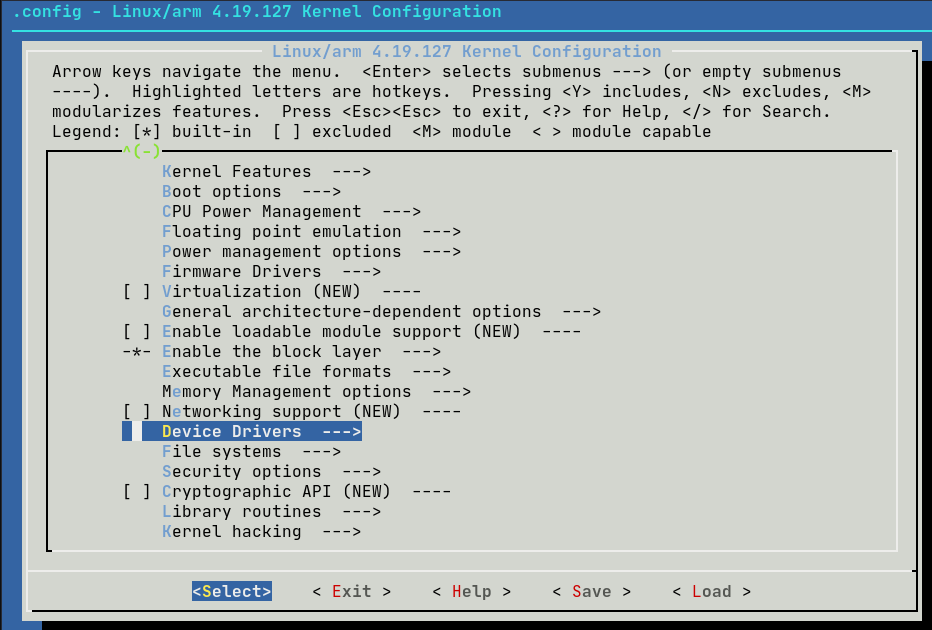 .config - Linux/arm 4.19.127 Kernel Configuration
Linux/arm 4.19.127 Kernel Configuration
Arrow keys navigate the menu.  <Enter> selects submenus ---> (or empty submenus
----).  Highlighted letters are hotkeys.  Pressing <Y> includes, <N> excludes, <M>
modularizes features.  Press <Esc><Esc> to exit, <?> for Help, </> for Search.
Legend: [*] built-in  [ ] excluded  <M> module  < > module capable
^(-)
Kernel Features  --->
Boot options  --->
CPU Power Management  --->
Floating point emulation  --->
Power management options  --->
Firmware Drivers  --->
[ ] Virtualization (NEW)  ----
General architecture-dependent options  --->
[ ] Enable loadable module support (NEW)  ----
-*- Enable the block layer  --->
Executable file formats  --->
Memory Management options  --->
[ ] Networking support (NEW)  ----
Device Drivers  --->
File systems  --->
Security options  --->
[ ] Cryptographic API (NEW)  ----
Library routines  --->
Kernel hacking  --->
<Select>    < Exit >    < Help >    < Save >    < Load >